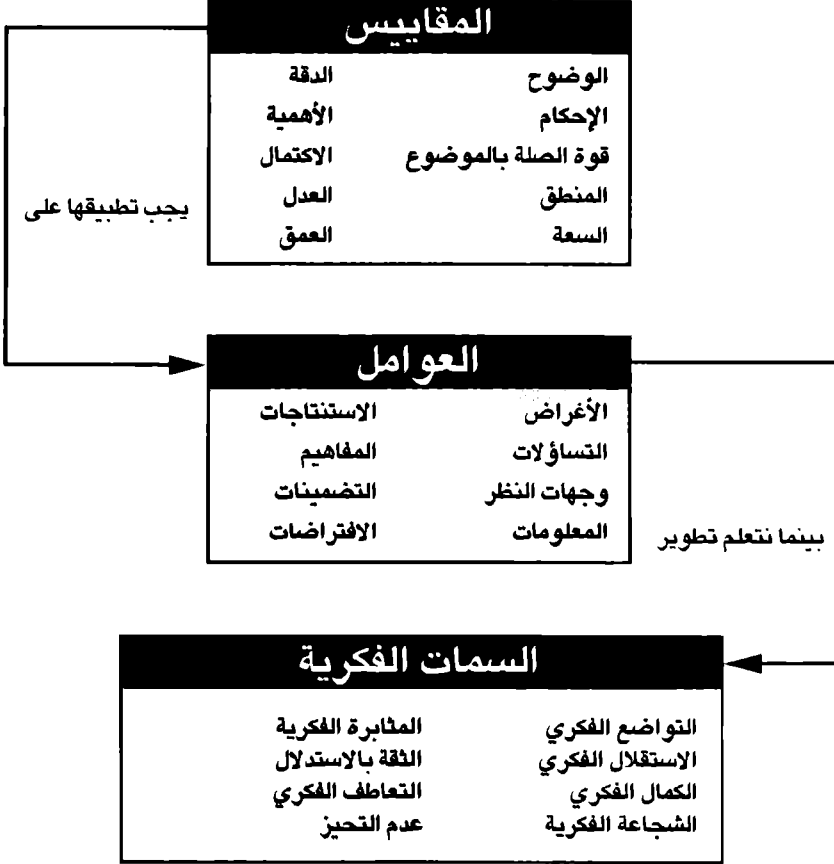 المقاييس
الوضوح الدقة
الإحكام الأهمية
قوة الصلة بالموضوع الاكتمال
المنطق العدل
السعة العمق
يجب تطبيقها على
العوامل
الأغراض الاستنتاجات
التساؤلات المفاهيم
وجهات النظر التضمينات
المعلومات الافتراضات
بينما نتعلم تطوير
السمات الفكرية
التواضع الفكري المثابرة الفكرية
الاستقلال الفكري الثقة بالاستدلال
الكمال الفكري التعاطف الفكري
الشجاعة الفكرية عدم التحيز